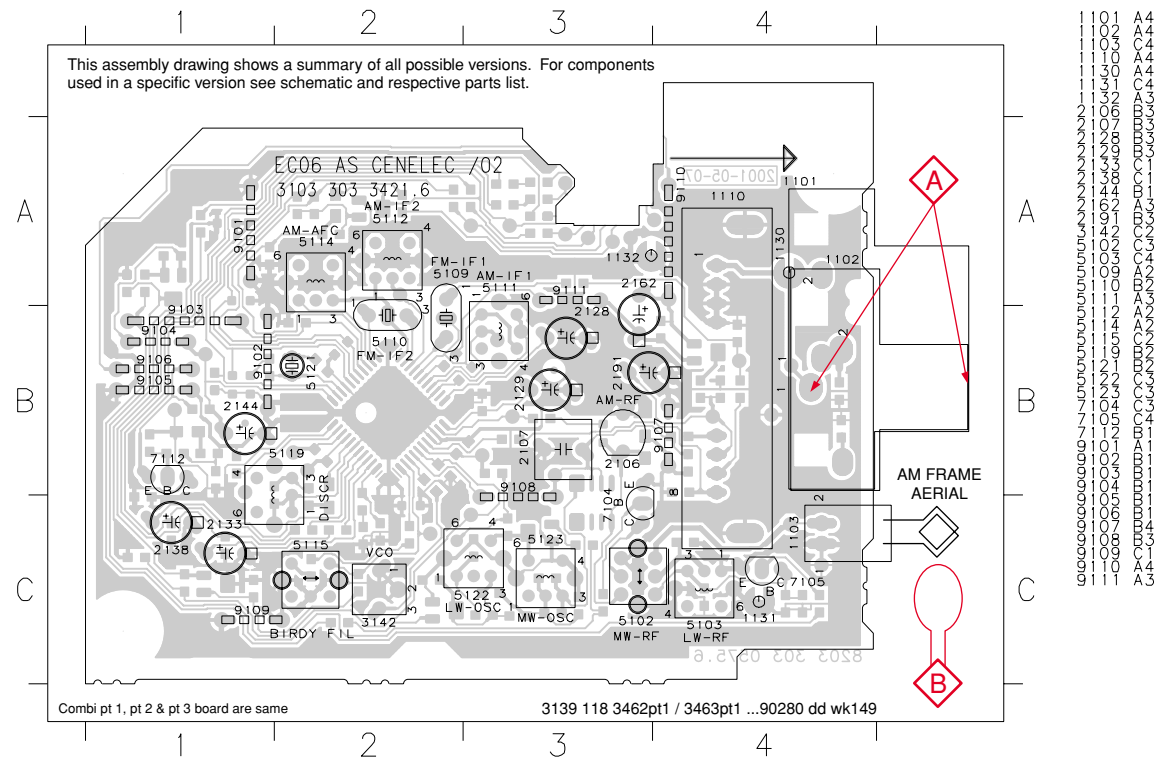 1
2
3
4
This assembly drawing shows a summary of all possible versions. For components
used in a specific version see schematic and respective parts list.
EC06 AS CENELEC /02
3103 303 3421.6
2001-05-07
A
A
B
B
C
C
A
B
AM-IF2
5112
AM-AFC
5114
FM-IF1
5109
AM-IF1
5111
9101
9110
1110
1101
1130
1102
1132
9111
2162
2128
9103
9104
9106
9105
9102
5121
5110
FM-IF2
2129
2191
AM-RF
2144
2107
2106
9107
7112
E B C
5119
DISCR
9108
7104
C B E
2138
2133
5115
VCO
5123
5122
LW-OSC
MW-OSC
3142
BIRDY FIL
9109
5102
MW-RF
5103
LW-RF
E
B
C
7105
1131
1103
AM FRAME
AERIAL
8203 303 0575.6
Combi pt 1, pt 2 & pt 3 board are same
3139 118 3462pt1 / 3463pt1 ...90280 dd wk149
1
2
3
4
1101 A4
1102 A4
1103 C4
1110 A4
1130 A4
1131 C4
1132 A3
2106 B3
2107 B3
2128 B3
2129 B3
2133 C1
2138 C1
2144 B1
2162 A3
2191 B3
3142 C2
5102 C3
5103 C4
5109 A2
5110 B2
5111 A3
5112 A2
5114 A2
5115 C2
5119 B2
5121 B2
5122 C3
5123 C3
7104 C3
7105 C4
7112 B1
9101 A1
9102 B1
9103 B1
9104 B1
9105 B1
9106 B1
9107 B4
9108 B3
9109 C1
9110 A4
9111 A3